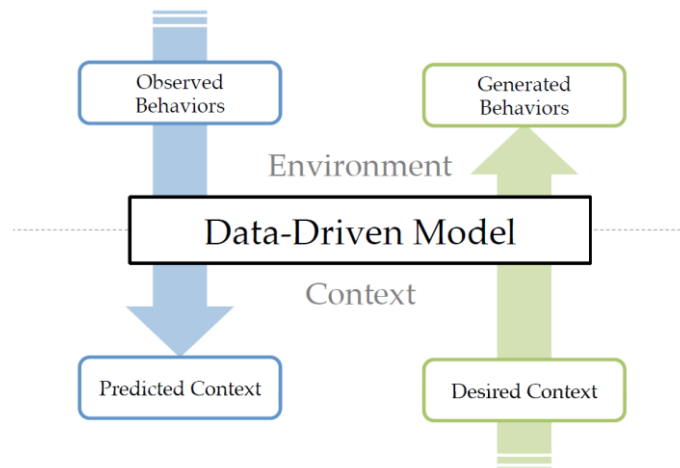 Observed
Behaviors
Generated
Behaviors
Environment
Data-Driven Model
Context
Predicted Context
Desired Context